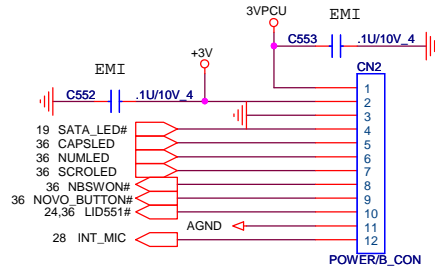 3VPCU
EMI
C553
.1U/10V_4
+3V
EMI
C552
.1U/10V_4
CN2
1
2
3
4
5
6
7
8
9
10
11
12
19 SATA_LED#
36 CAPSLED
36 NUMLED
36 SCROLED
36 NBSWON#
36 NOVO_BUTTON#
24,36 LID551#
AGND
28 INT_MIC
POWER/B_CON